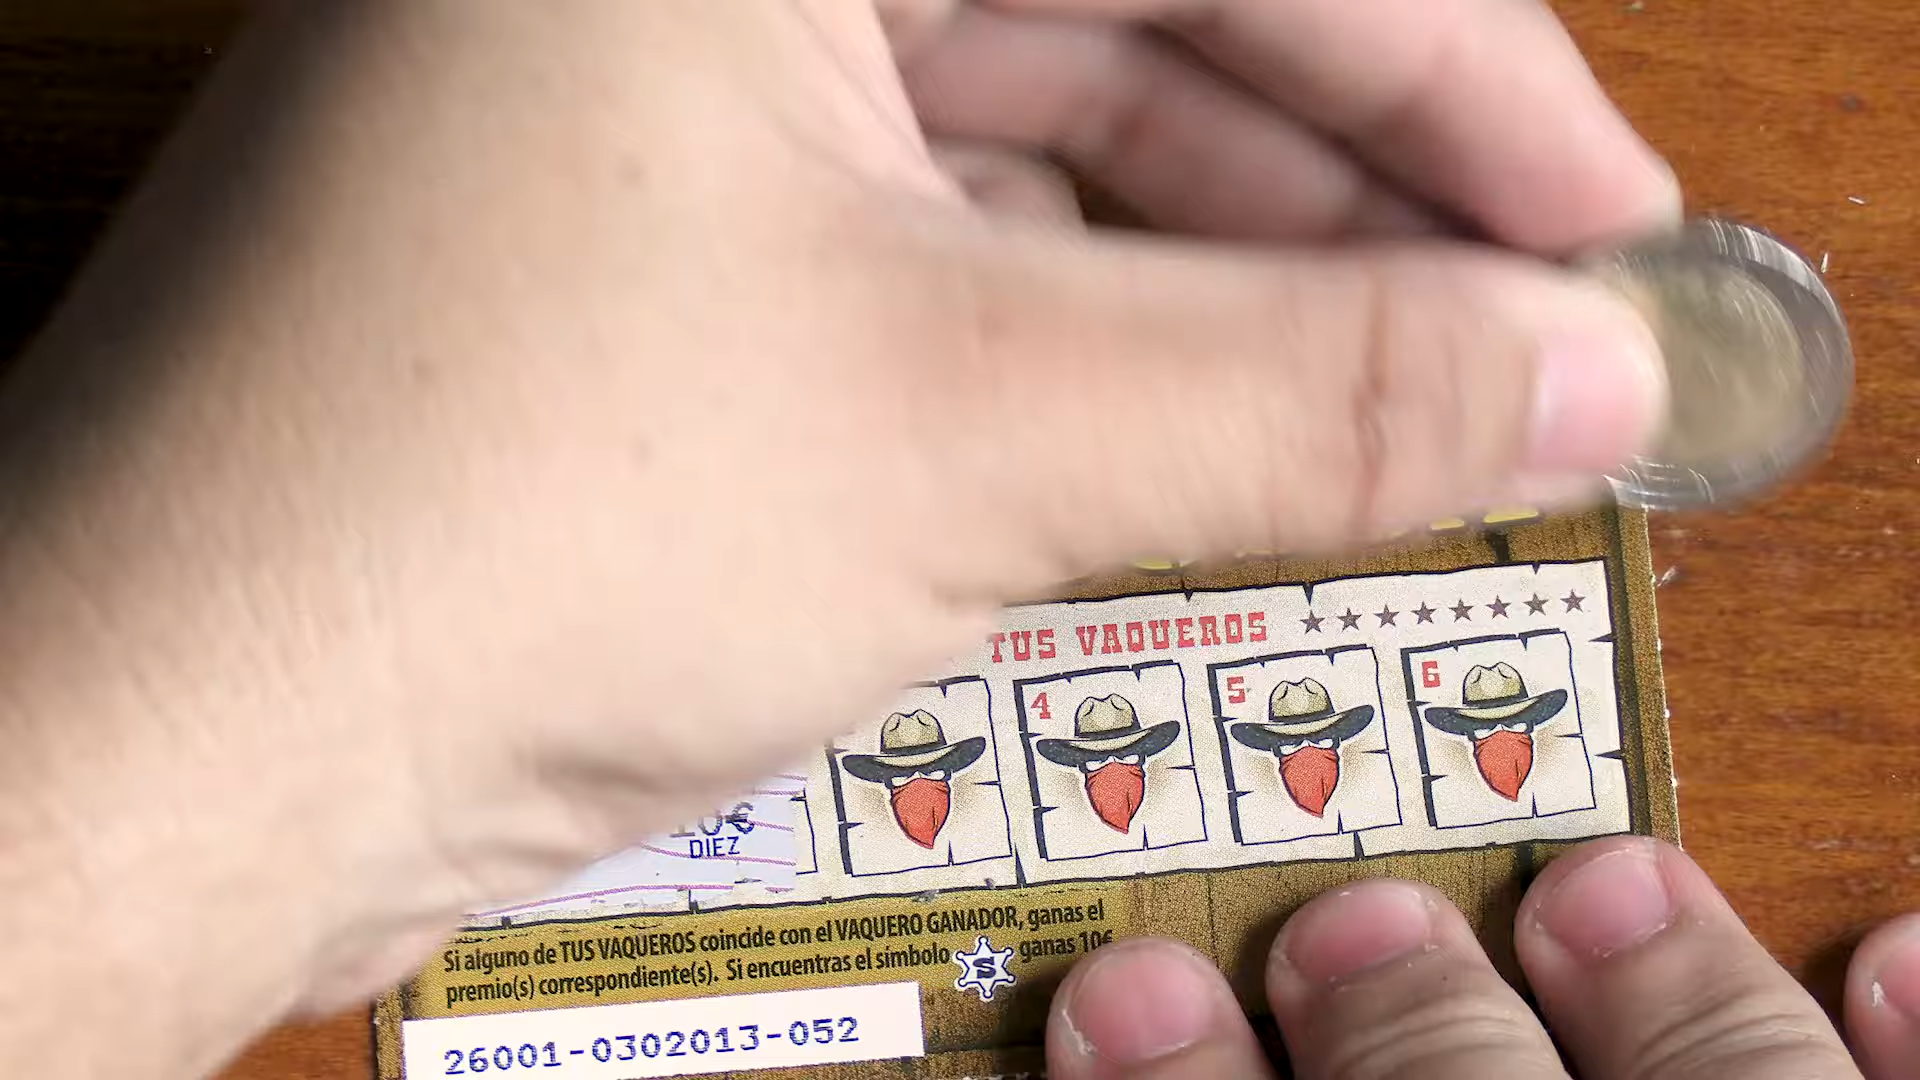 TUS VAQUEROS ★★★★★★★★
4
5
6
10€
DIEZ
Si alguno de TUS VAQUEROS coincide con el VAQUERO GANADOR, ganas el
premio(s) correspondiente(s). Si encuentras el símbolo S ganas 10€
26001-0302013-052